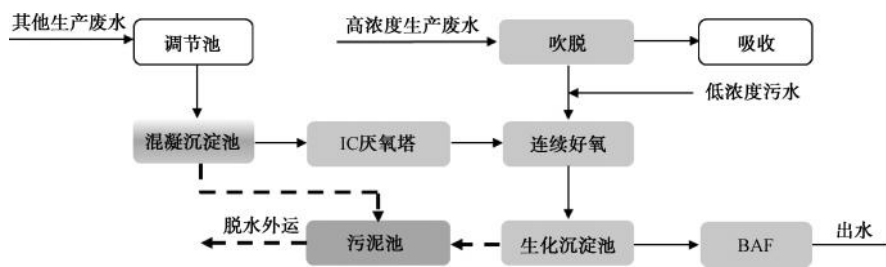 其他生产废水
调节池
高浓度生产废水
吹脱
吸收
低浓度污水
混凝沉淀池
IC厌氧塔
连续好氧
脱水外运
污泥池
生化沉淀池
BAF
出水